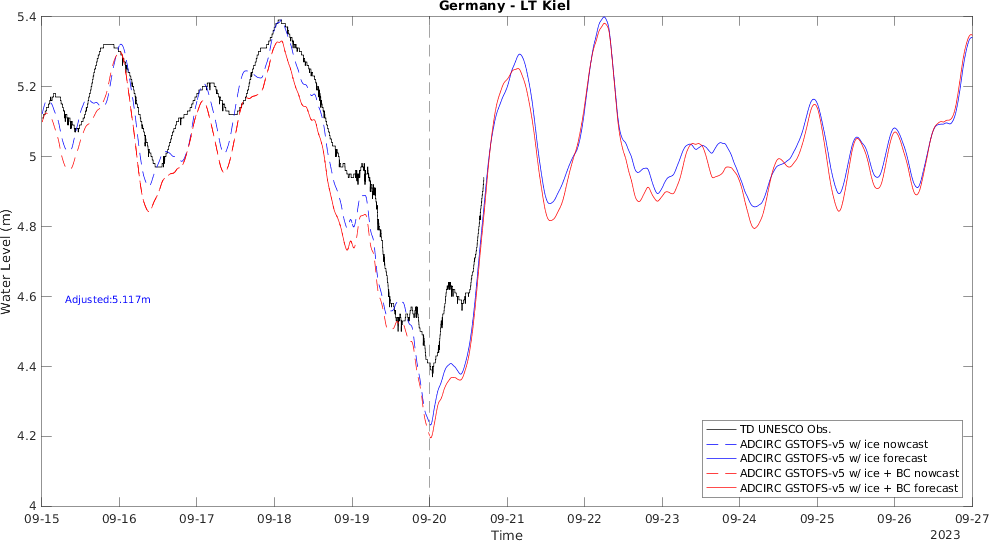 Germany - LT Kiel
Water Level (m)
5.4
5.2
5
4.8
4.6
4.4
4.2
4
Adjusted:5.117m
TD UNESCO Obs.
ADCIRC GSTOFS-v5 w/ ice nowcast
ADCIRC GSTOFS-v5 w/ ice forecast
ADCIRC GSTOFS-v5 w/ ice + BC nowcast
ADCIRC GSTOFS-v5 w/ ice + BC forecast
09-15 09-16 09-17 09-18 09-19 09-20 09-21 09-22 09-23 09-24 09-25 09-26 09-27
Time
2023